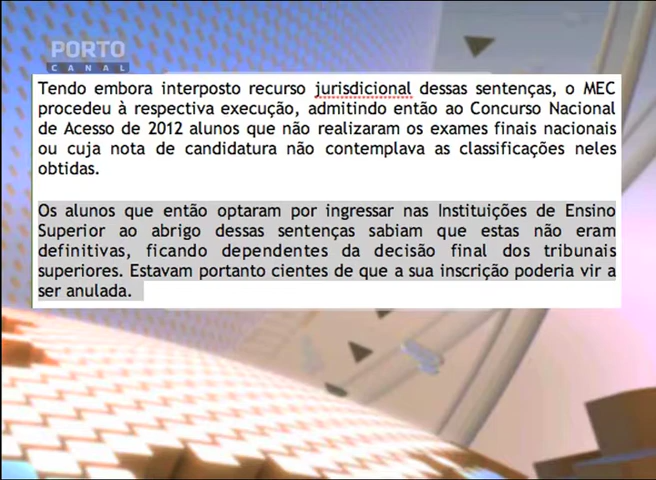 PORTO
CANAL
Tendo embora interposto recurso jurisdicional dessas sentenças, o MEC
procedeu à respectiva execução, admitindo então ao Concurso Nacional
de Acesso de 2012 alunos que não realizaram os exames finais nacionais
ou cuja nota de candidatura não contemplava as classificações neles
obtidas.
Os alunos que então optaram por ingressar nas Instituições de Ensino
Superior ao abrigo dessas sentenças sabiam que estas não eram
definitivas, ficando dependentes da decisão final dos tribunais
superiores. Estavam portanto cientes de que a sua inscrição poderia vir a
ser anulada.